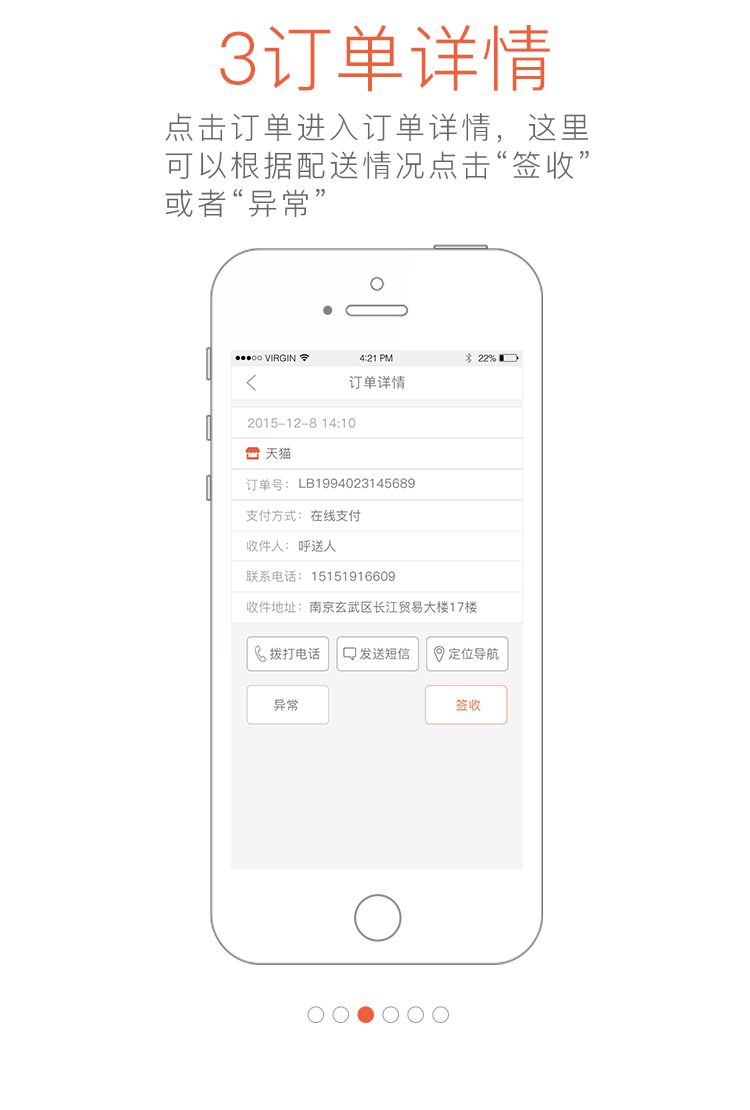 3订单详情
点击订单进入订单详情，这里
可以根据配送情况点击“签收”
或者“异常”
VIRGIN 4:21 PM 22%
订单详情
2015-12-8 14:10
天猫
订单号： LB1994023145689
支付方式： 在线支付
收件人： 呼送人
联系电话： 15151916609
收件地址： 南京玄武区长江贸易大楼17楼
拨打电话 发送短信 定位导航
异常 签收